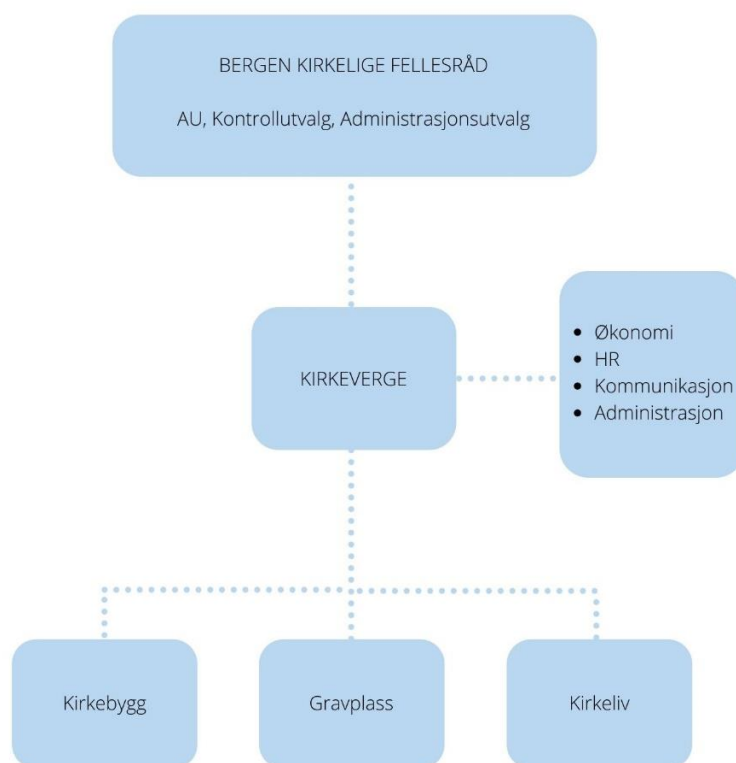 BERGEN KIRKELIGE FELLESRÅD
AU, Kontrollutvalg, Administrasjonsutvalg
KIRKEVERGE
• Økonomi
• HR
• Kommunikasjon
• Administrasjon
Kirkebygg
Gravplass
Kirkeliv